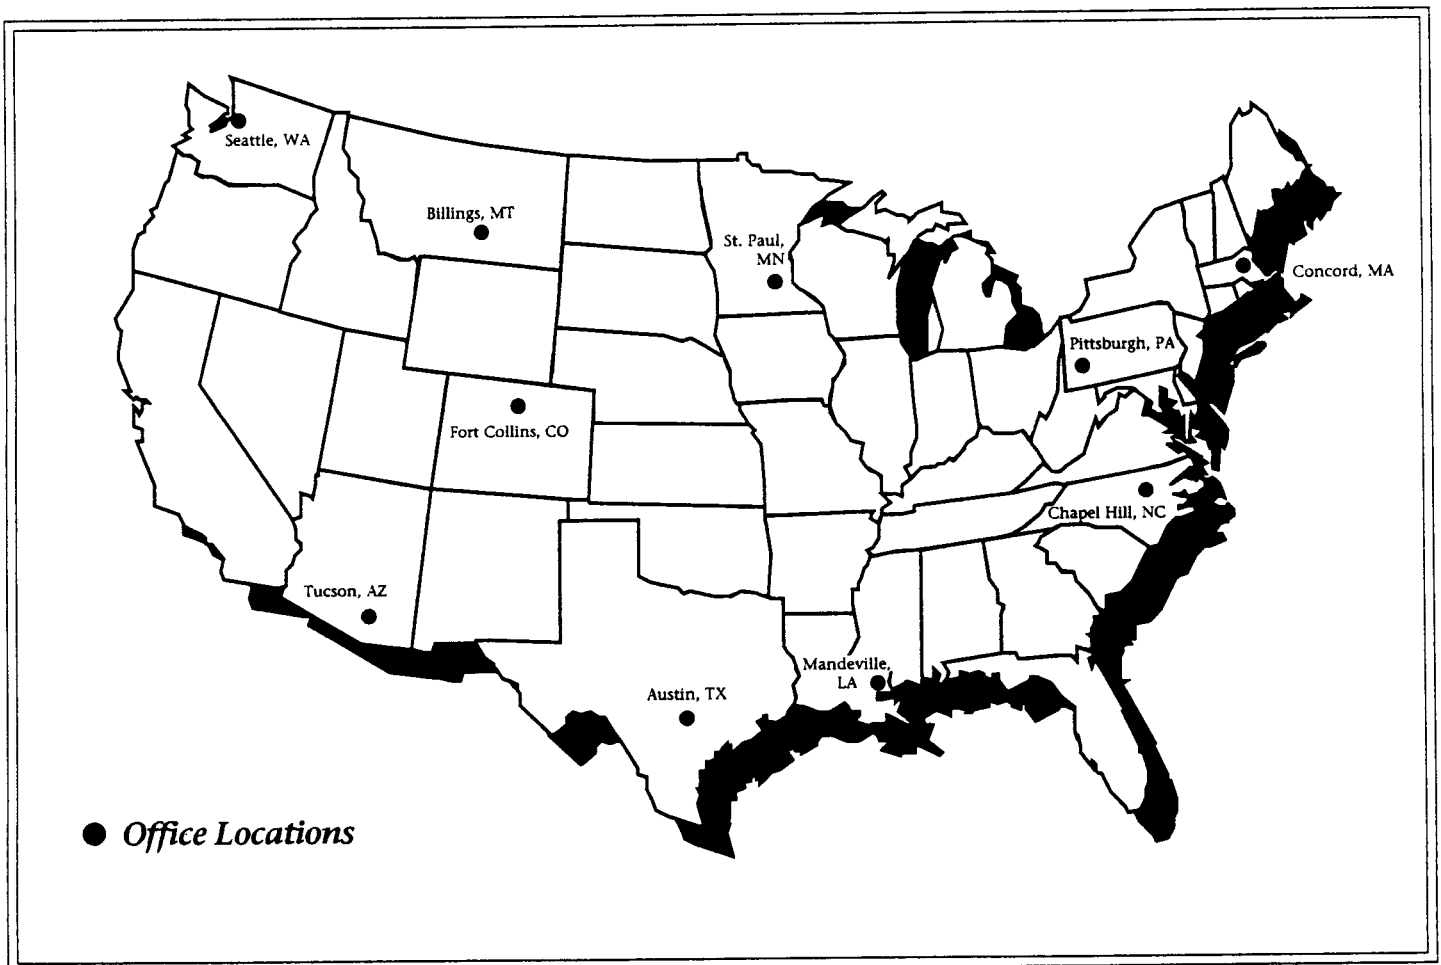 Seattle, WA
Billings, MT
St. Paul,
MN
Concord, MA
Pittsburgh, PA
Fort Collins, CO
Chapel Hill, NC
Tucson, AZ
Mandeville,
LA
Austin, TX
Office Locations